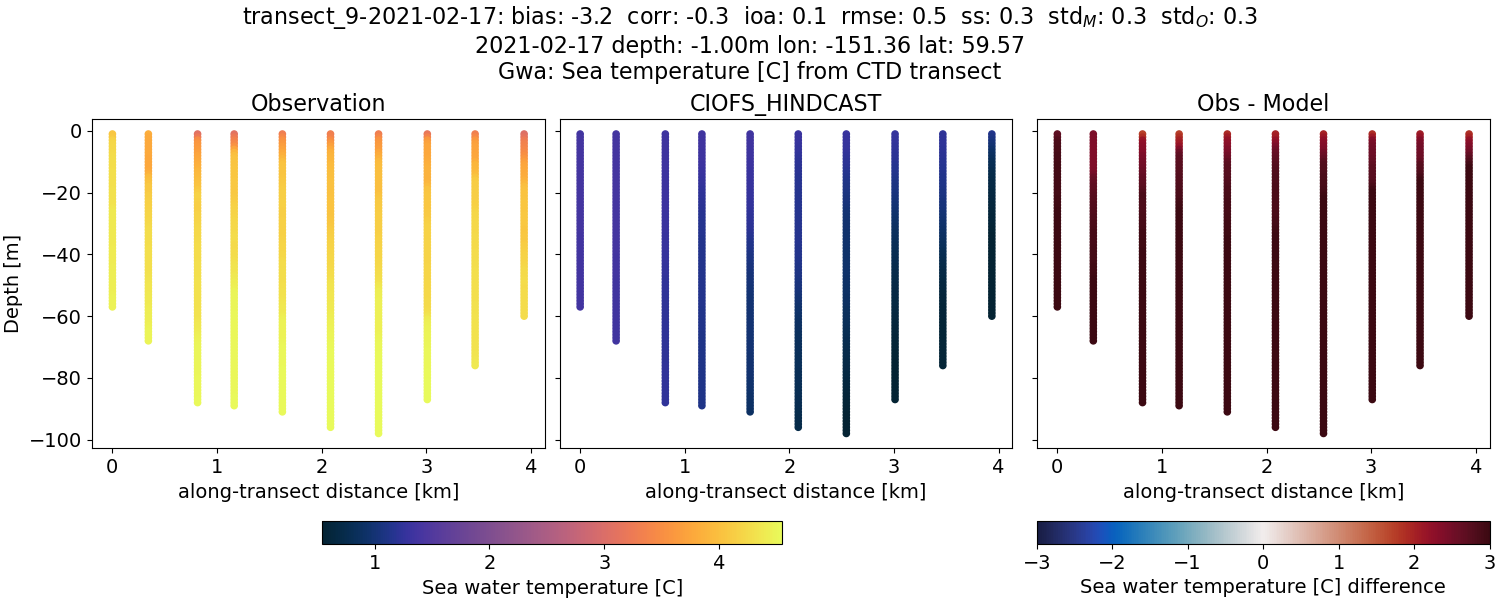 transect_9-2021-02-17: bias: -3.2  corr: -0.3  ioa: 0.1  rmse: 0.5  ss: 0.3  std_M: 0.3  std_O: 0.3
2021-02-17 depth: -1.00m lon: -151.36 lat: 59.57
Gwa: Sea temperature [C] from CTD transect
Observation
CIOFS_HINDCAST
Obs - Model
Depth [m]
0
−20
−40
−60
−80
−100
0 1 2 3 4
0 1 2 3 4
0 1 2 3 4
along-transect distance [km]
along-transect distance [km]
along-transect distance [km]
1 2 3 4
Sea water temperature [C]
−3 −2 −1 0 1 2 3
Sea water temperature [C] difference